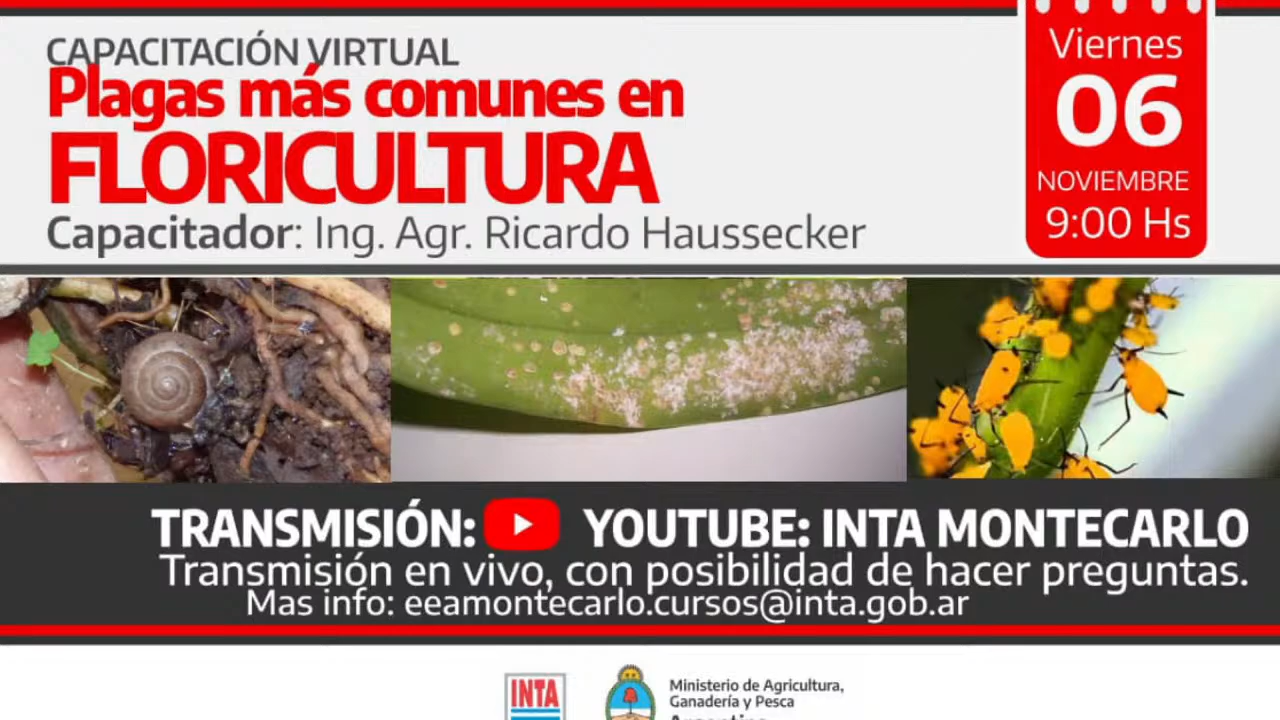 CAPACITACIÓN VIRTUAL
Plagas más comunes en
FLORICULTURA
Capacitador: Ing. Agr. Ricardo Haussecker
Viernes
06
NOVIEMBRE
9:00 Hs
TRANSMISIÓN: YOUTUBE: INTA MONTECARLO
Transmisión en vivo, con posibilidad de hacer preguntas.
Mas info: eeamontecarlo.cursos@inta.gob.ar
INTA
Ministerio de Agricultura,
Ganadería y Pesca
Argentina